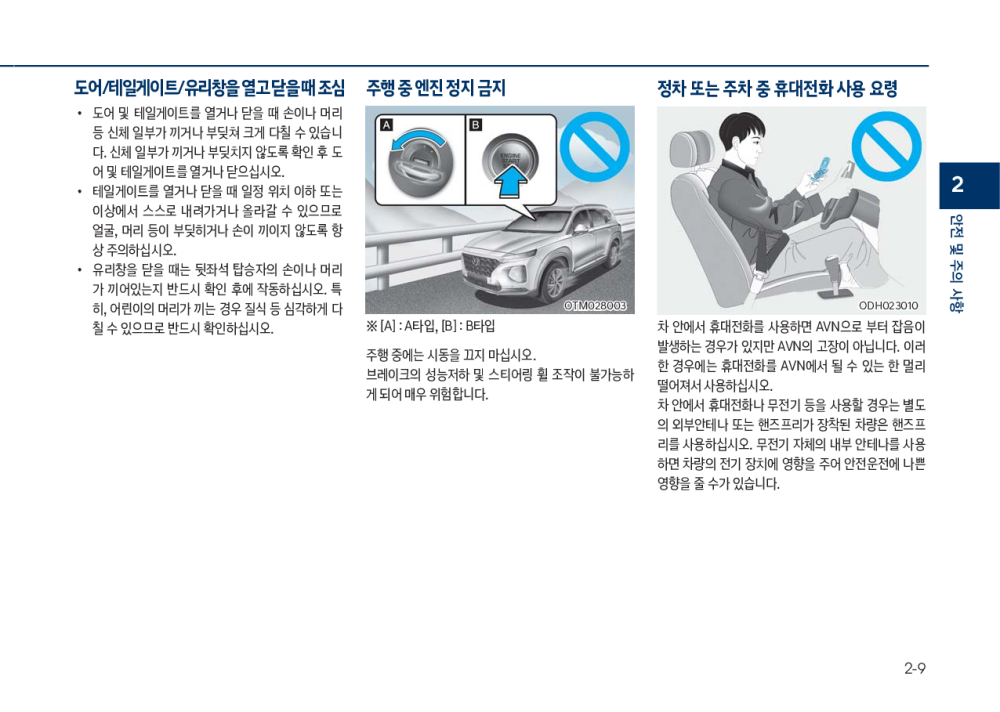 도어/테일게이트/유리창을 열고 닫을 때 조심
• 도어 및 테일게이트를 열거나 닫을 때 손이나 머리
등 신체 일부가 끼거나 부딪쳐 크게 다칠 수 있습니
다. 신체 일부가 끼거나 부딪치지 않도록 확인 후 도
어 및 테일게이트를 열거나 닫으십시오.
• 테일게이트를 열거나 닫을 때 일정 위치 이하 또는
이상에서 스스로 내려가거나 올라갈 수 있으므로
얼굴, 머리 등이 부딪히거나 손이 끼이지 않도록 항
상 주의하십시오.
• 유리창을 닫을 때는 뒷좌석 탑승자의 손이나 머리
가 끼어있는지 반드시 확인 후에 작동하십시오. 특
히, 어린이의 머리가 끼는 경우 질식 등 심각하게 다
칠 수 있으므로 반드시 확인하십시오.
주행 중 엔진 정지 금지
A
B
ENGINE
START
STOP
OTM028003
※ [A] : A타입, [B] : B타입
주행 중에는 시동을 끄지 마십시오.
브레이크의 성능저하 및 스티어링 휠 조작이 불가능하
게 되어 매우 위험합니다.
정차 또는 주차 중 휴대전화 사용 요령
ODH023010
차 안에서 휴대전화를 사용하면 AVN으로 부터 잡음이
발생하는 경우가 있지만 AVN의 고장이 아닙니다. 이러
한 경우에는 휴대전화를 AVN에서 될 수 있는 한 멀리
떨어져서 사용하십시오.
차 안에서 휴대전화나 무전기 등을 사용할 경우는 별도
의 외부안테나 또는 핸즈프리가 장착된 차량은 핸즈프
리를 사용하십시오. 무전기 자체의 내부 안테나를 사용
하면 차량의 전기 장치에 영향을 주어 안전운전에 나쁜
영향을 줄 수가 있습니다.
2
안전 및 주의 사항
2-9